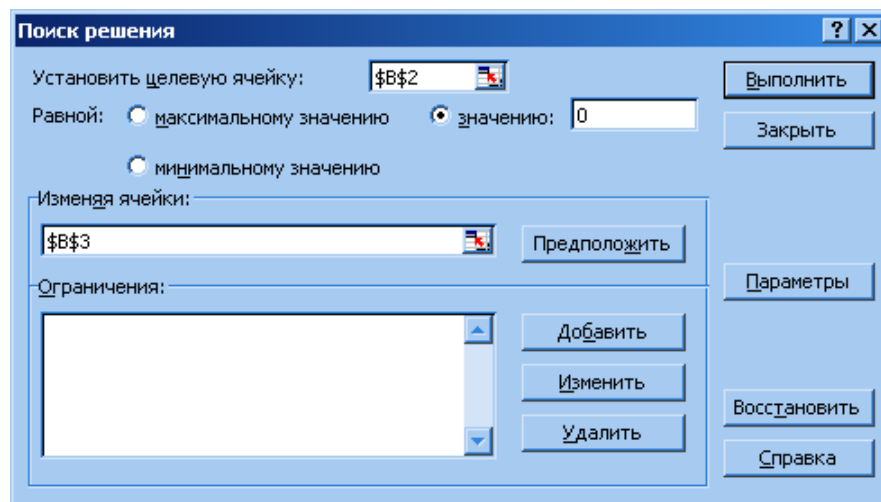 Поиск решения ? ×
Установить целевую ячейку: $B$2 Выполнить
Равной: максимальному значению значению: 0 Закрыть
минимальному значению
Изменяя ячейки:
$B$3 Предположить
Ограничения: Параметры
Добавить
Изменить
Восстановить
Удалить
Справка